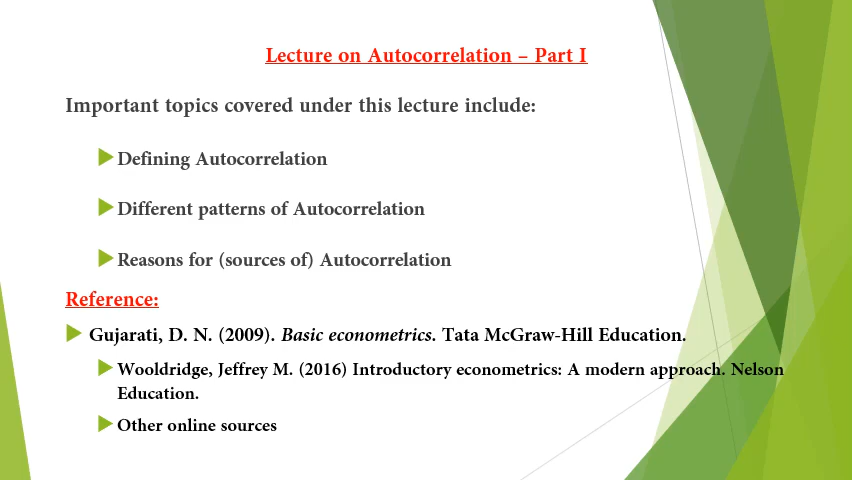 Lecture on Autocorrelation – Part I
Important topics covered under this lecture include:
Defining Autocorrelation
Different patterns of Autocorrelation
Reasons for (sources of) Autocorrelation
Reference:
Gujarati, D. N. (2009). Basic econometrics. Tata McGraw-Hill Education.
Wooldridge, Jeffrey M. (2016) Introductory econometrics: A modern approach. Nelson
Education.
Other online sources